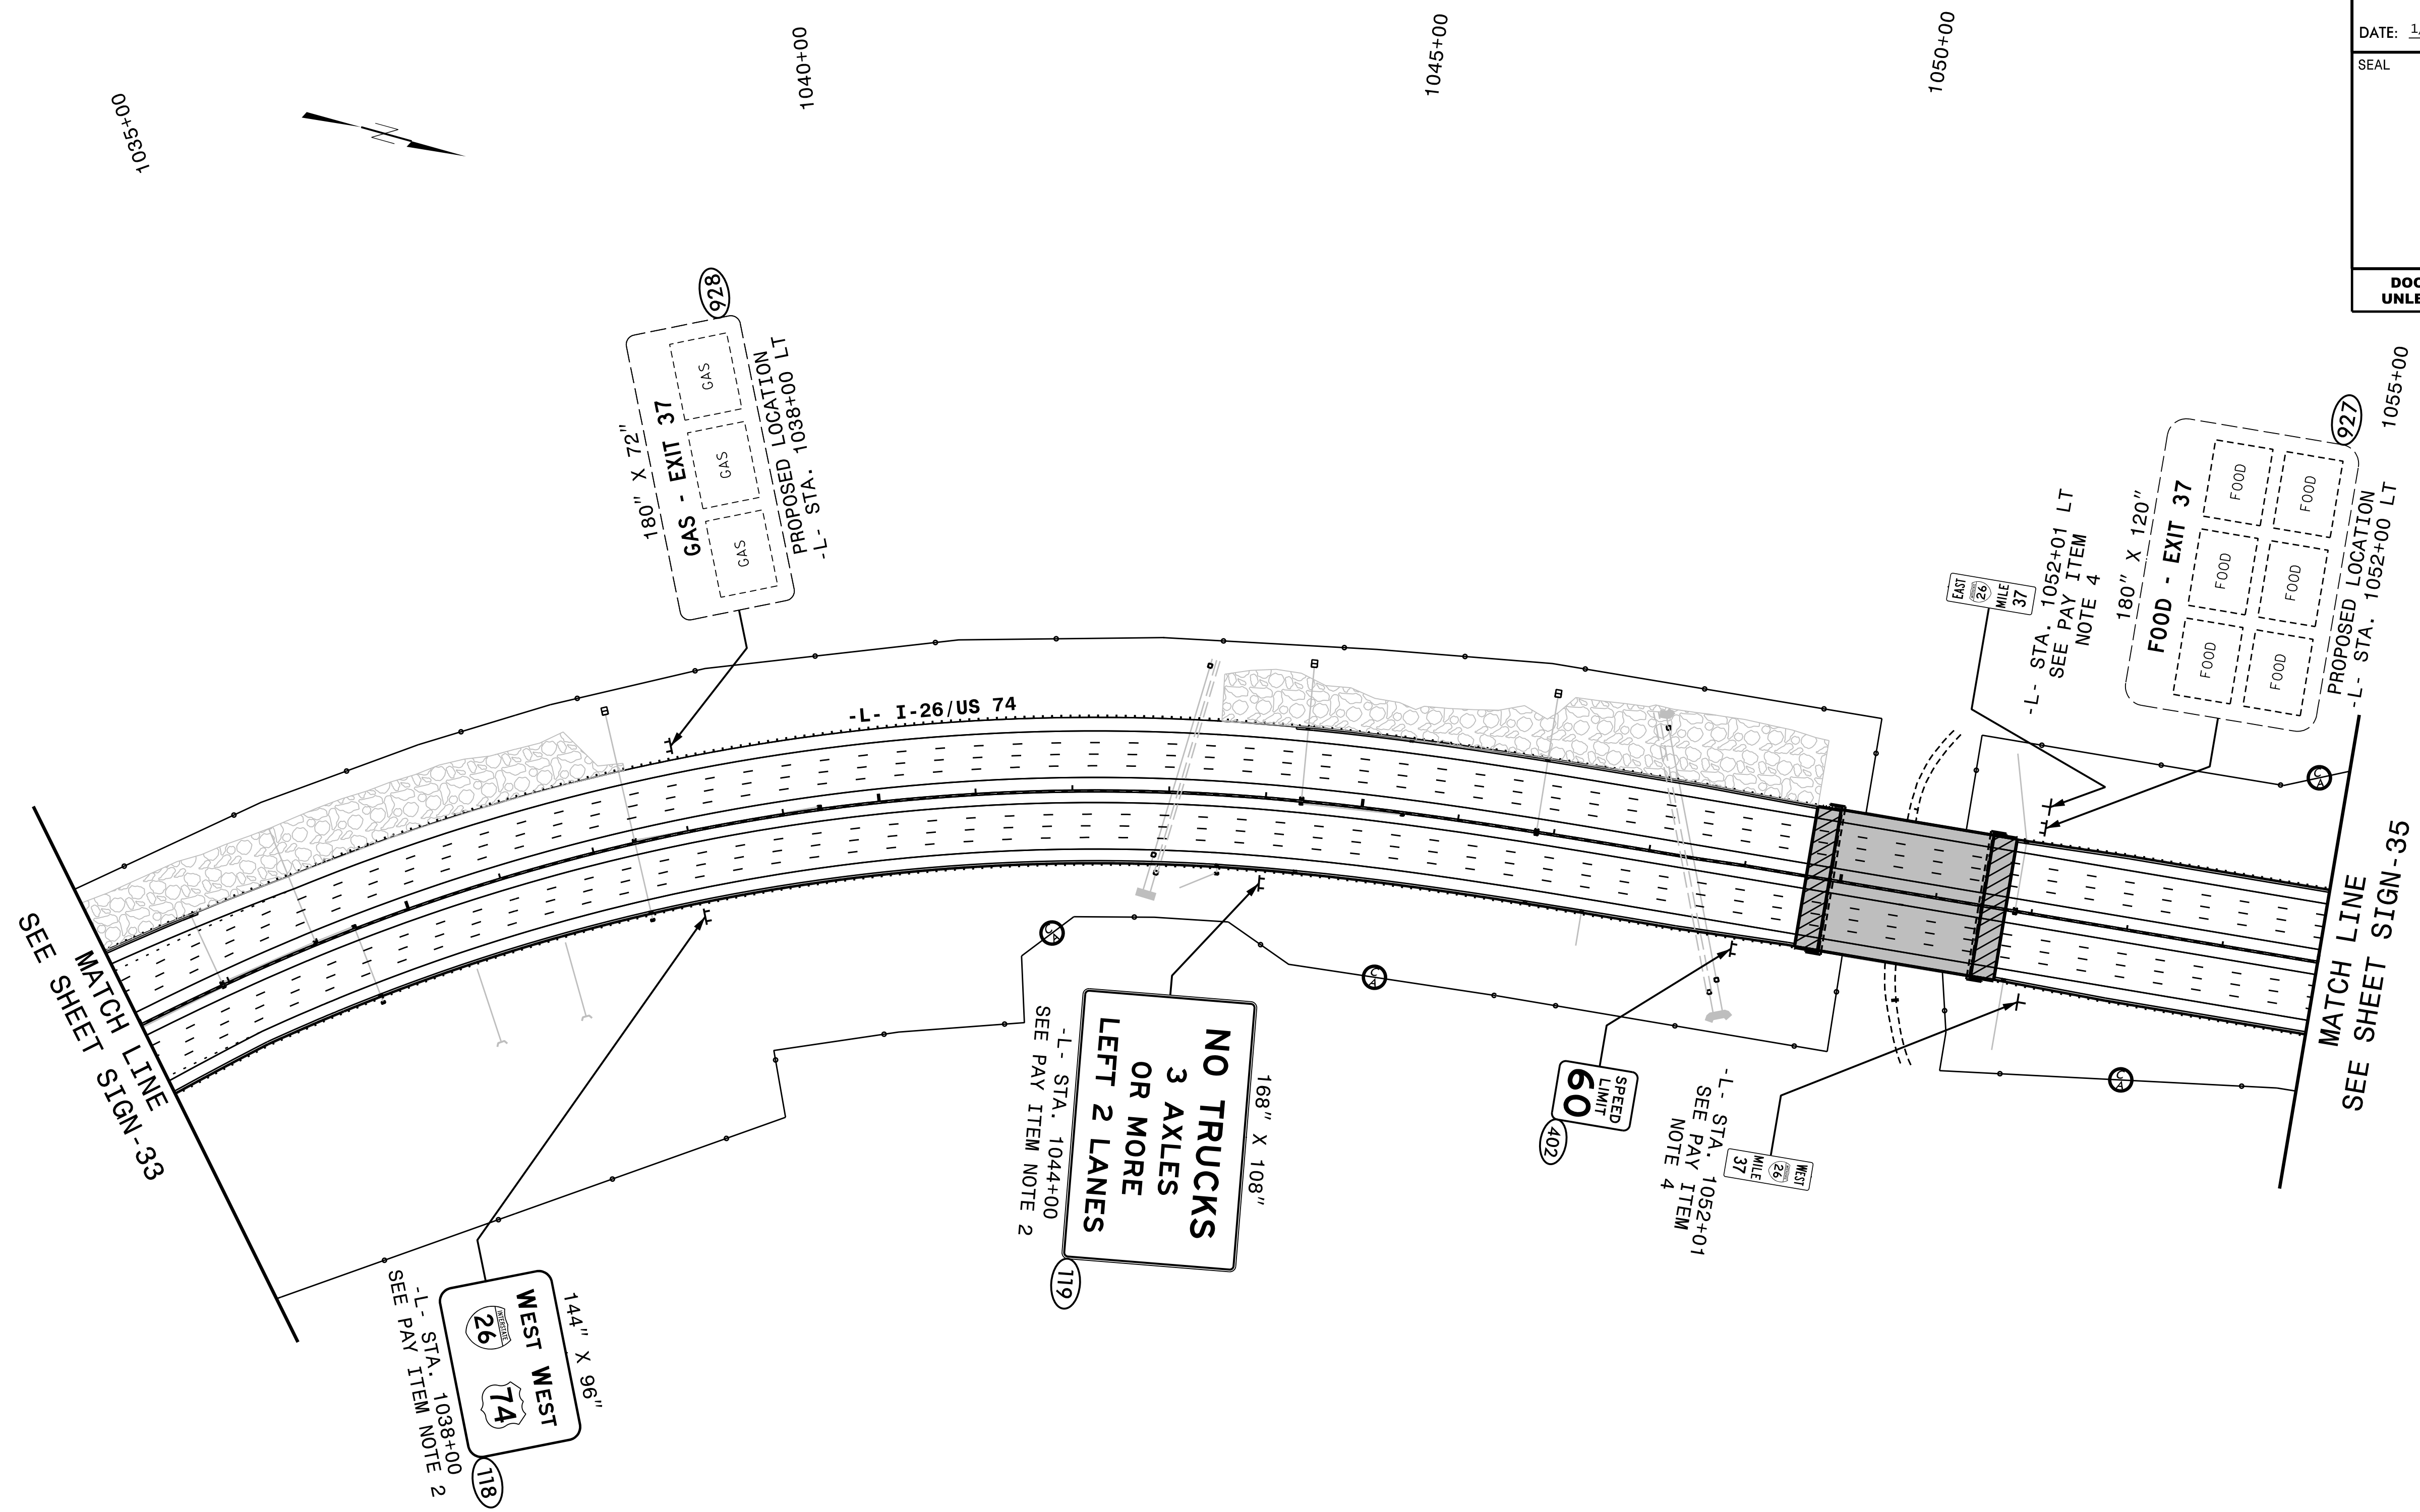 1035+00
1040+00
1045+00
1050+00
1055+00
DATE:
SEAL
928
180" X 72"
GAS - EXIT 37
GAS
GAS
GAS
PROPOSED LOCATION
-L- STA. 1038+00 LT
-L- I-26/US 74
EAST
26
MILE
37
-L- STA. 1052+01 LT
SEE PAY ITEM
NOTE 4
927
180" X 120"
FOOD - EXIT 37
FOOD
FOOD
FOOD
FOOD
FOOD
FOOD
PROPOSED LOCATION
-L- STA. 1052+00 LT
MATCH LINE
SEE SHEET SIGN-33
MATCH LINE
SEE SHEET SIGN-35
144" X 96"
WEST WEST
INTERSTATE
26
74
-L- STA. 1038+00
SEE PAY ITEM NOTE 2
118
168" X 108"
NO TRUCKS
3 AXLES
OR MORE
LEFT 2 LANES
-L- STA. 1044+00
SEE PAY ITEM NOTE 2
119
SPEED
LIMIT
60
402
-L- STA. 1052+01
SEE PAY ITEM
NOTE 4
WEST
26
MILE
37
C/A
C/A
C/A
C/A